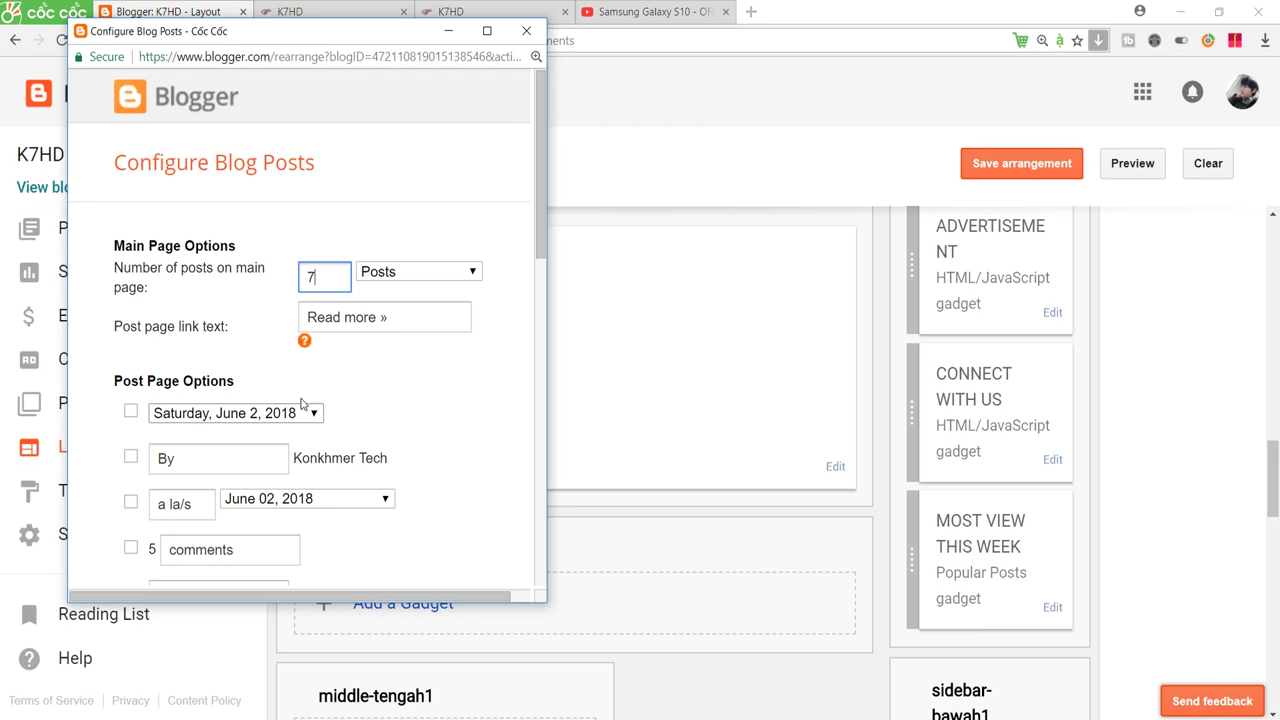 cốc cốc
Blogger: K7HD - Layout
K7HD
K7HD
Samsung Galaxy S10 - OF
Configure Blog Posts - Cốc Cốc
Secure
https://www.blogger.com/rearrange?blogID=472110819015138546&acti...
Blogger
Configure Blog Posts
Main Page Options
Number of posts on main
page:
7
Posts
Post page link text:
Read more »
?
Post Page Options
Saturday, June 2, 2018
By
Konkhmer Tech
a la/s
June 02, 2018
5
comments
K7HD
View blo
P
S
E
C
P
L
T
S
Reading List
Help
Terms of Service
Privacy
Content Policy
Save arrangement
Preview
Clear
Edit
Add a Gadget
middle-tengah1
ADVERTISEME
NT
HTML/JavaScript
gadget
Edit
CONNECT
WITH US
HTML/JavaScript
gadget
Edit
MOST VIEW
THIS WEEK
Popular Posts
gadget
Edit
sidebar-
bawah1
Send feedback